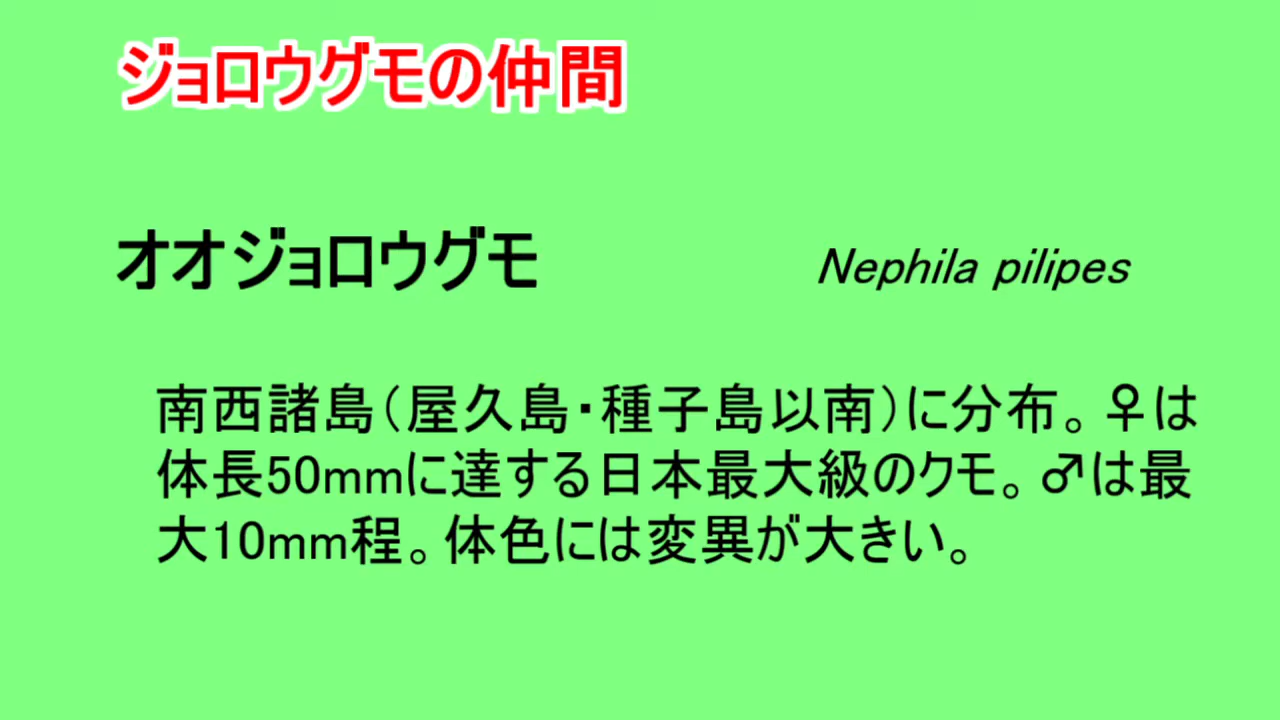 ジョロウグモの仲間
オオジョロウグモ Nephila pilipes
南西諸島（屋久島・種子島以南）に分布。♀は
体長50mmに達する日本最大級のクモ。♂は最
大10mm程。体色には変異が大きい。